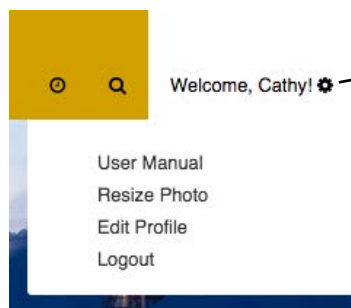 Welcome, Cathy!
User Manual
Resize Photo
Edit Profile
Logout